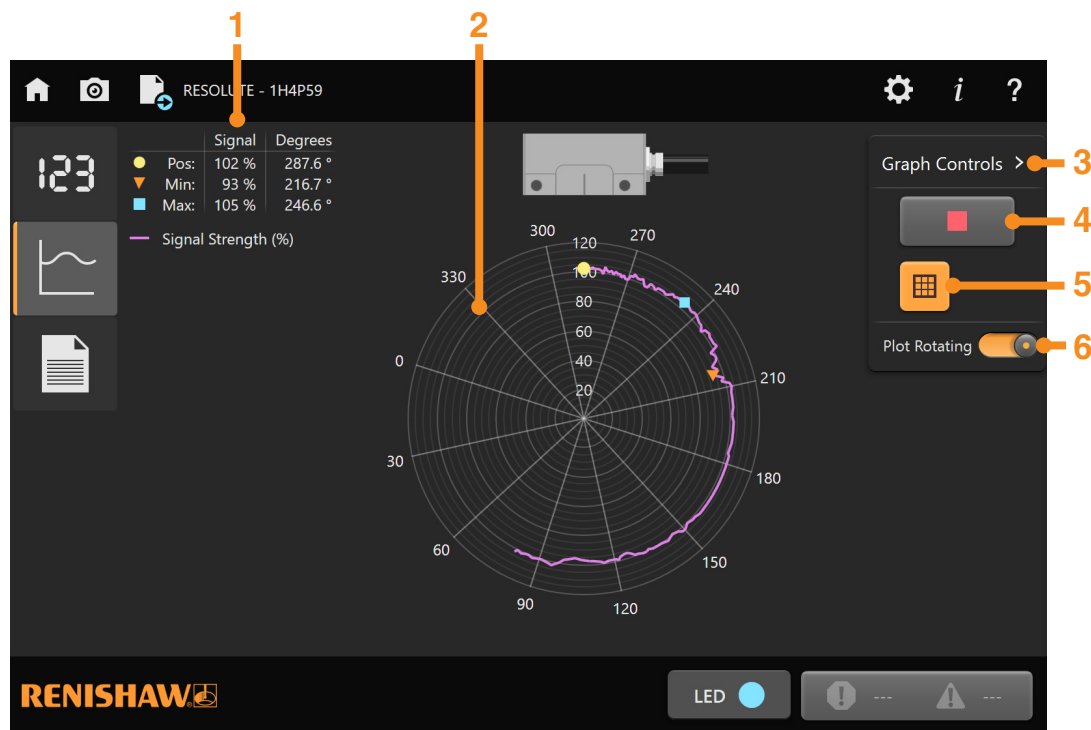 1 2
RESOLUTE - 1H4P59 i ?
123
Signal Degrees
Pos: 102 % 287.6 °
Min: 93 % 216.7 °
Max: 105 % 246.6 °
Signal Strength (%)
Graph Controls > 3
4
5
Plot Rotating 6
300 120 270
330 100 240
80
60
0 40 210
20
30 180
60 150
90 120
RENISHAW
LED ! --- ! ---